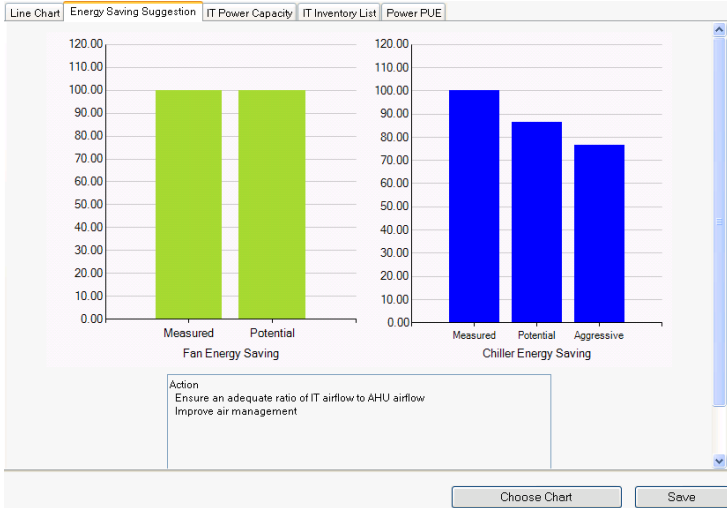 Line Chart Energy Saving Suggestion IT Power Capacity IT Inventory List Power PUE
120.00
110.00
100.00
90.00
80.00
70.00
60.00
50.00
40.00
30.00
20.00
10.00
0.00
Measured Potential
Fan Energy Saving
120.00
110.00
100.00
90.00
80.00
70.00
60.00
50.00
40.00
30.00
20.00
10.00
0.00
Measured Potential Aggressive
Chiller Energy Saving
Action
Ensure an adequate ratio of IT airflow to AHU airflow
Improve air management
Choose Chart Save